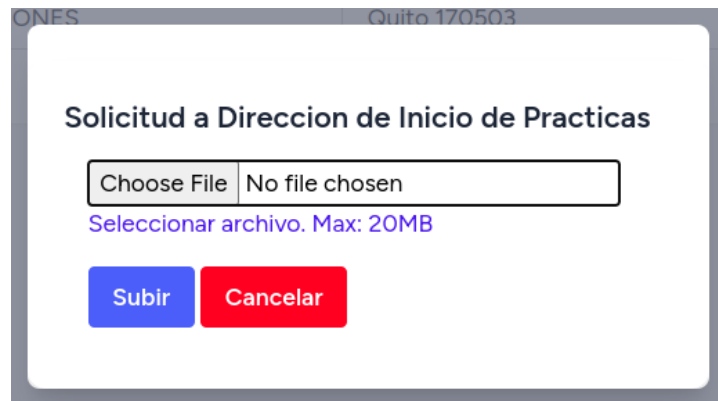 ONES
Quito 170503
Solicitud a Direccion de Inicio de Practicas
Choose File No file chosen
Seleccionar archivo. Max: 20MB
Subir Cancelar